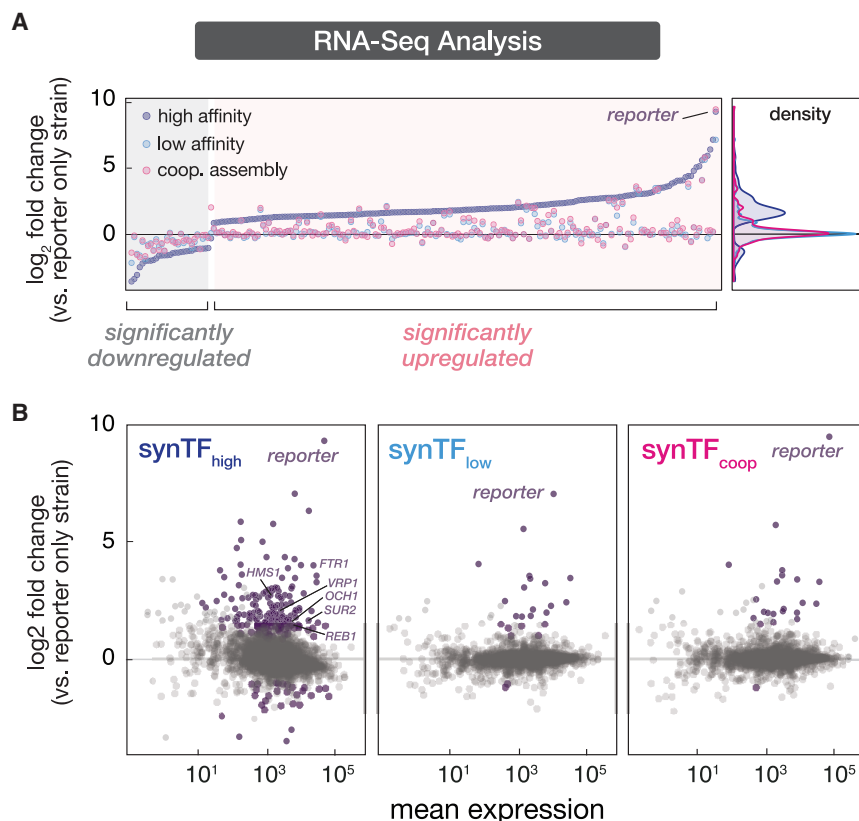 A
RNA-Seq Analysis
log2 fold change
(vs. reporter only strain)
10
5
0
high affinity
low affinity
coop. assembly
reporter
density
significantly
downregulated
significantly
upregulated
B
log2 fold change
(vs. reporter only strain)
10
5
0
synTFhigh
reporter
HMS1
FTR1
VRP1
OCH1
SUR2
REB1
synTFlow
reporter
synTFcoop
reporter
10¹ 10³ 10⁵
10¹ 10³ 10⁵
10¹ 10³ 10⁵
mean expression